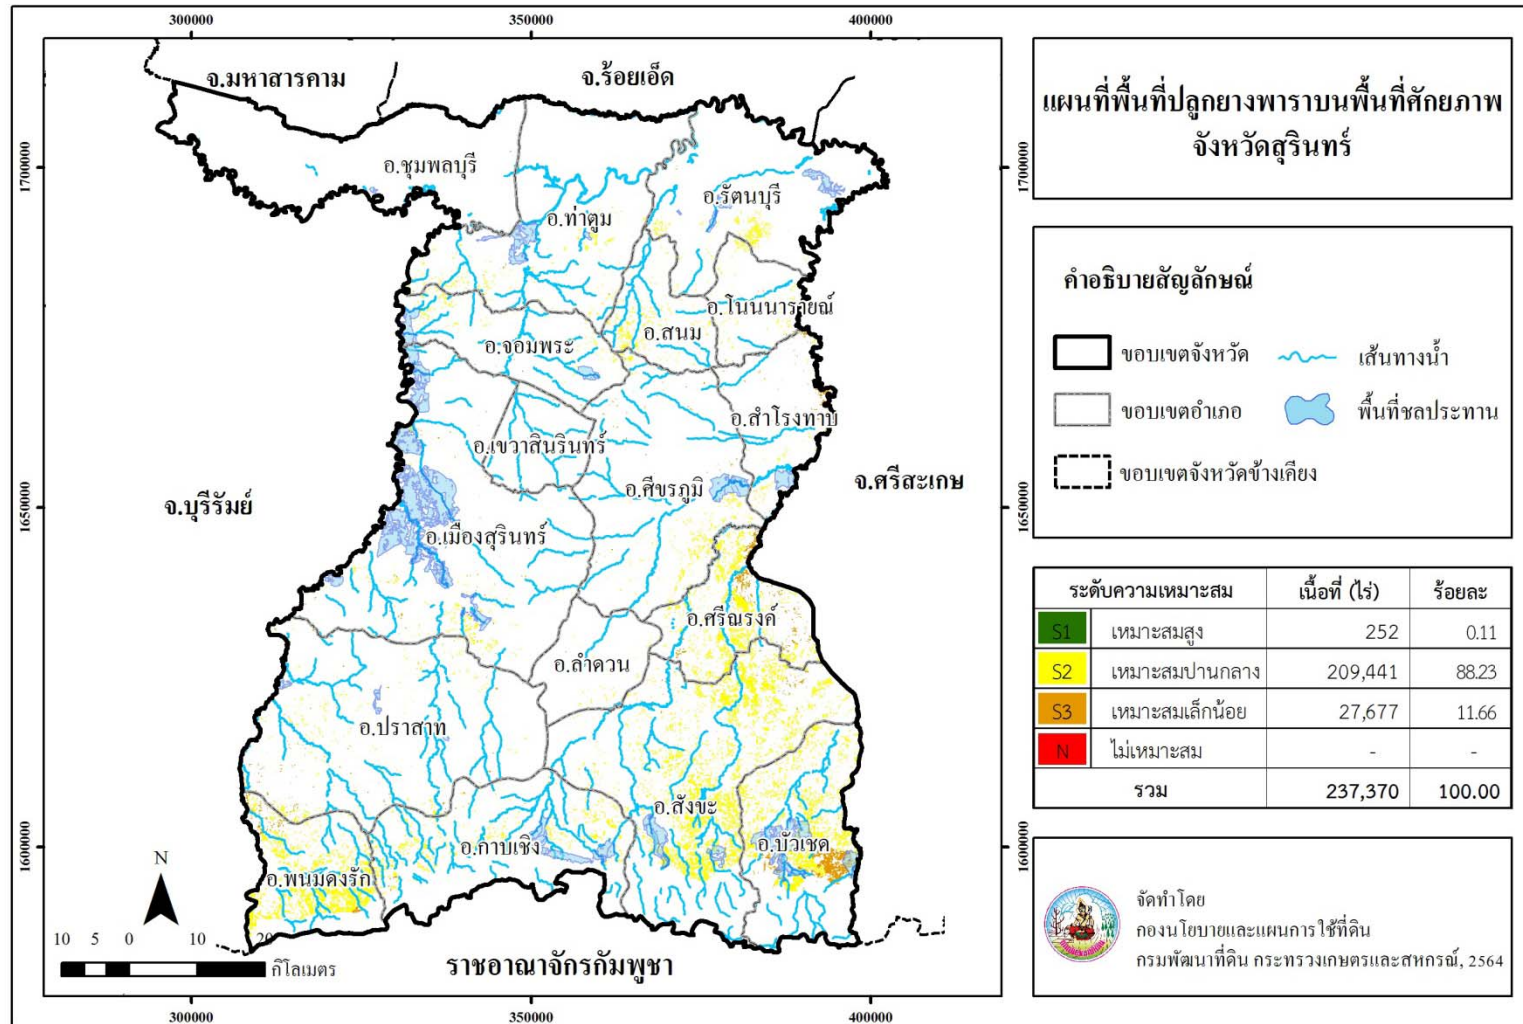 300000 350000 400000
แผนที่พื้นที่ปลูกยางพาราบนพื้นที่ศักยภาพ
จังหวัดสุรินทร์
จ.มหาสารคาม
จ.ร้อยเอ็ด
1700000
1700000
อ.ชุมพลบุรี
อ.รัตนบุรี
อ.ท่าตูม
อ.โนนนารายณ์
อ.สนม
อ.จอมพระ
อ.สำโรงทาบ
อ.เขวาสินรินทร์
อ.ศีขรภูมิ
จ.ศรีสะเกษ
จ.บุรีรัมย์
1650000
1650000
อ.เมืองสุรินทร์
อ.ศรีณรงค์
อ.ลำดวน
อ.ปราสาท
อ.สังขะ
อ.บัวเชด
อ.กาบเชิง
อ.พนมดงรัก
1600000
1600000
N
10 5 0 10 20
กิโลเมตร
ราชอาณาจักรกัมพูชา
300000 350000 400000
คำอธิบายสัญลักษณ์
ขอบเขตจังหวัด เส้นทางน้ำ
ขอบเขตอำเภอ พื้นที่ชลประทาน
ขอบเขตจังหวัดข้างเคียง
ระดับความเหมาะสม เนื้อที่ (ไร่) ร้อยละ
S1 เหมาะสมสูง 252 0.11
S2 เหมาะสมปานกลาง 209,441 88.23
S3 เหมาะสมเล็กน้อย 27,677 11.66
N ไม่เหมาะสม - -
รวม 237,370 100.00
จัดทำโดย
กองนโยบายและแผนการใช้ที่ดิน
กรมพัฒนาที่ดิน กระทรวงเกษตรและสหกรณ์, 2564